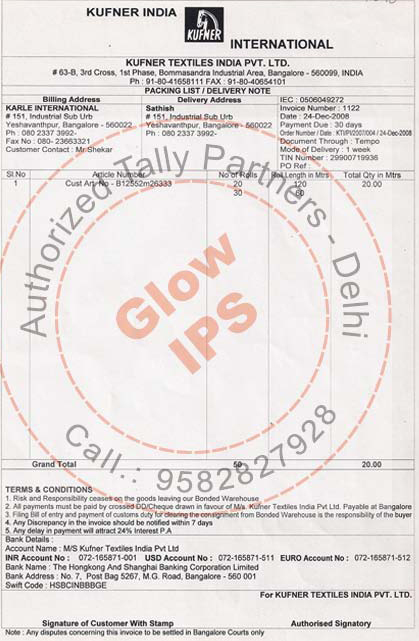 KUFNER INDIA
KUFNER
INTERNATIONAL
KUFNER TEXTILES INDIA PVT. LTD.
# 63-B, 3rd Cross, 1st Phase, Bommasandra Industrial Area, Bangalore - 560099, INDIA
Ph : 91-80-41658111 FAX : 91-80-40654101
PACKING LIST / DELIVERY NOTE
Billing Address
KARLE INTERNATIONAL
# 151, Industrial Sub Urb
Yeshavanthpur, Bangalore - 560022
Ph : 080 2337 3992-
Fax No : 080- 23663321
Customer Contact : Mr.Shekar
Delivery Address
Sathish
# 151, Industrial Sub Urb
Yeshavanthpur, Bangalore - 560022
Ph : 080 2337 3992-
IEC : 0506049272
Invoice Number : 1122
Date : 24-Dec-2008
Payment Due : 30 days
Order Number / Date : KTI/PI/2007/004 / 24-Dec-2008
Document Through : Tempo
Mode of Delivery : 1 week
TIN Number : 29900719936
PO Ref :
Sl.No Article Number No of Rolls Roll Length in Mtrs Total Qty in Mtrs
1 Cust Art. No - B12552m26333 20 120 20.00
30 60
Authorized Tally Partners - Delhi
Glow
IPS
Call.: 9582827928
Grand Total 50 20.00
TERMS & CONDITIONS
1. Risk and Responsibility ceases on the goods leaving our Bonded Warehouse
2. All payments must be paid by crossed DD/Cheque drawn in favour of M/s. Kufner Textiles India Pvt Ltd. Payable at Bangalore
3. Filing Bill of entry and payment of customs duty for clearing the consignment from Bonded Warehouse is the responsibility of the buyer
4. Any Discrepancy in the invoice should be notified within 7 days
5. Any delay in payment will attract 24% Interest P.A
Bank Details :
Account Name : M/S Kufner Textiles India Pvt Ltd
INR Account No : 072-165-001 USD Account No : 072-165-511 EURO Account No : 072-165-512
Bank Name : The Hongkong And Shanghai Banking Corporation Limited
Bank Address : No. 7, Post Bag 5267, M.G. Road, Bangalore - 560 001
Swift Code : HSBCINBBBGE
For KUFNER TEXTILES INDIA PVT. LTD.
Signature of Customer With Stamp Authorised Signatory
Note : Any disputes concerning this invoice to be settled in Bangalore Courts only